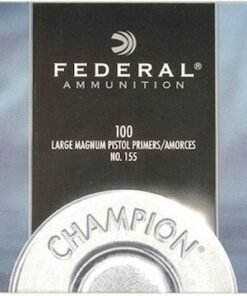 FEDERAL®
AMMUNITION
100
LARGE MAGNUM PISTOL PRIMERS/AMORCES
NO. 155
CHAMPION®